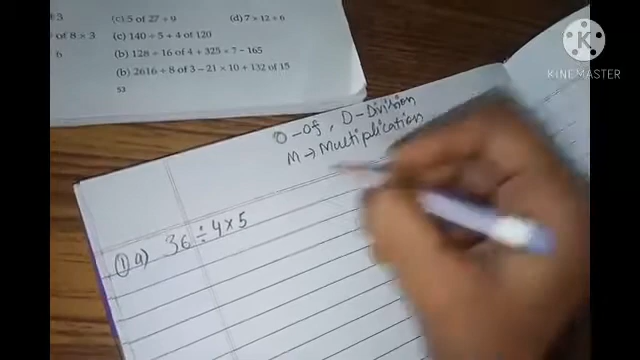 ÷ 3
(c) 5 of 27 ÷ 9
(d) 7 × 12 ÷ 6
of 8 × 3
(c) 140 ÷ 5 + 4 of 120
6
(b) 128 ÷ 16 of 4 + 325 × 7 - 165
(b) 2616 ÷ 8 of 3 - 21 × 10 + 132 of 15
53
O - Of, D - Division
M → Multiplication
① a) 36 ÷ 4 × 5
K
KINEMASTER